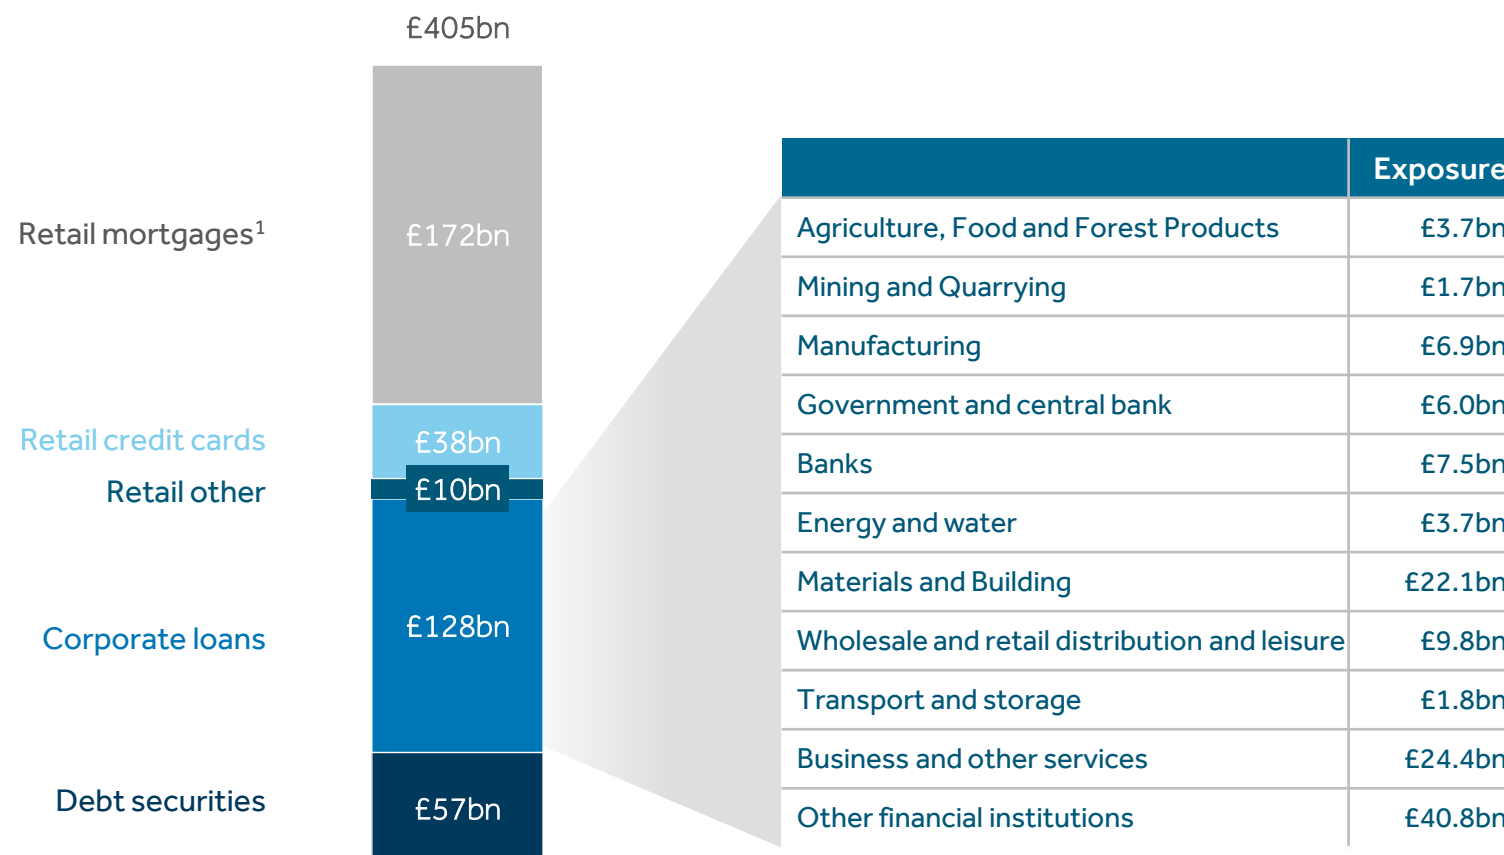 £405bn
Retail mortgages¹ £172bn
Retail credit cards £38bn
Retail other £10bn
Corporate loans £128bn
Debt securities £57bn
Exposure
Agriculture, Food and Forest Products £3.7bn
Mining and Quarrying £1.7bn
Manufacturing £6.9bn
Government and central bank £6.0bn
Banks £7.5bn
Energy and water £3.7bn
Materials and Building £22.1bn
Wholesale and retail distribution and leisure £9.8bn
Transport and storage £1.8bn
Business and other services £24.4bn
Other financial institutions £40.8bn